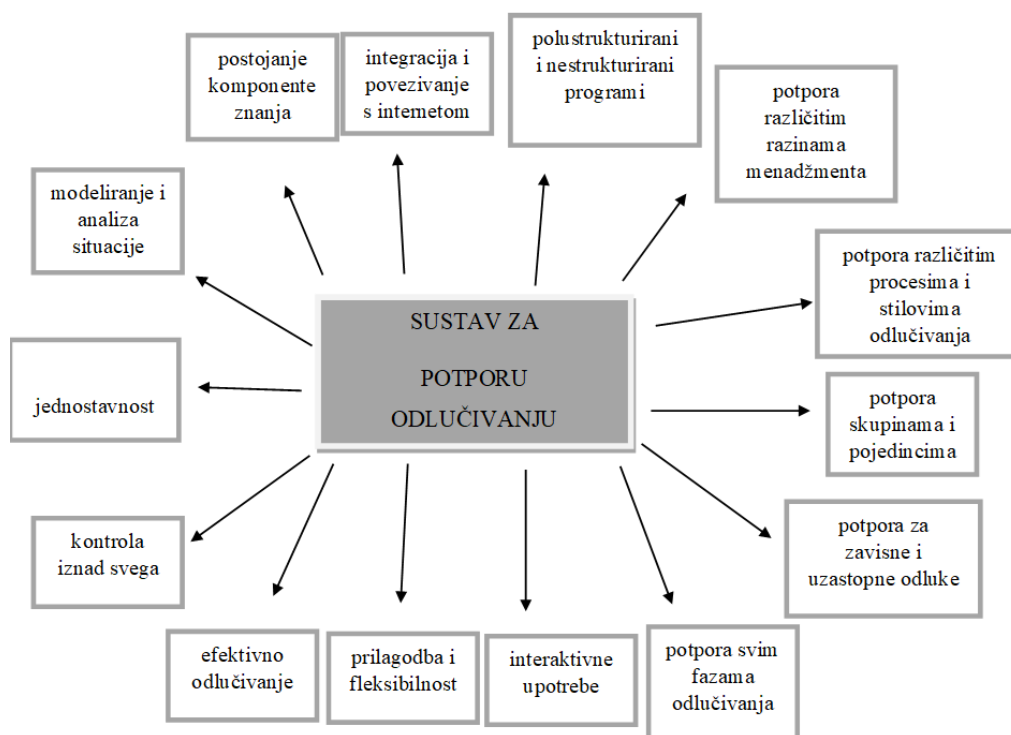 postojanje
komponente
znanja
integracija i
povezivanje
s internetom
polustrukturirani
i nestrukturirani
programi
potpora
različitim
razinama
menadžmenta
modeliranje i
analiza
situacije
potpora različitim
procesima i
stilovima
odlučivanja
SUSTAV ZA
POTPORU
ODLUČIVANJU
jednostavnost
potpora
skupinama i
pojedincima
kontrola
iznad svega
potpora za
zavisne i
uzastopne odluke
efektivno
odlučivanje
prilagodba i
fleksibilnost
interaktivne
upotrebe
potpora svim
fazama
odlučivanja